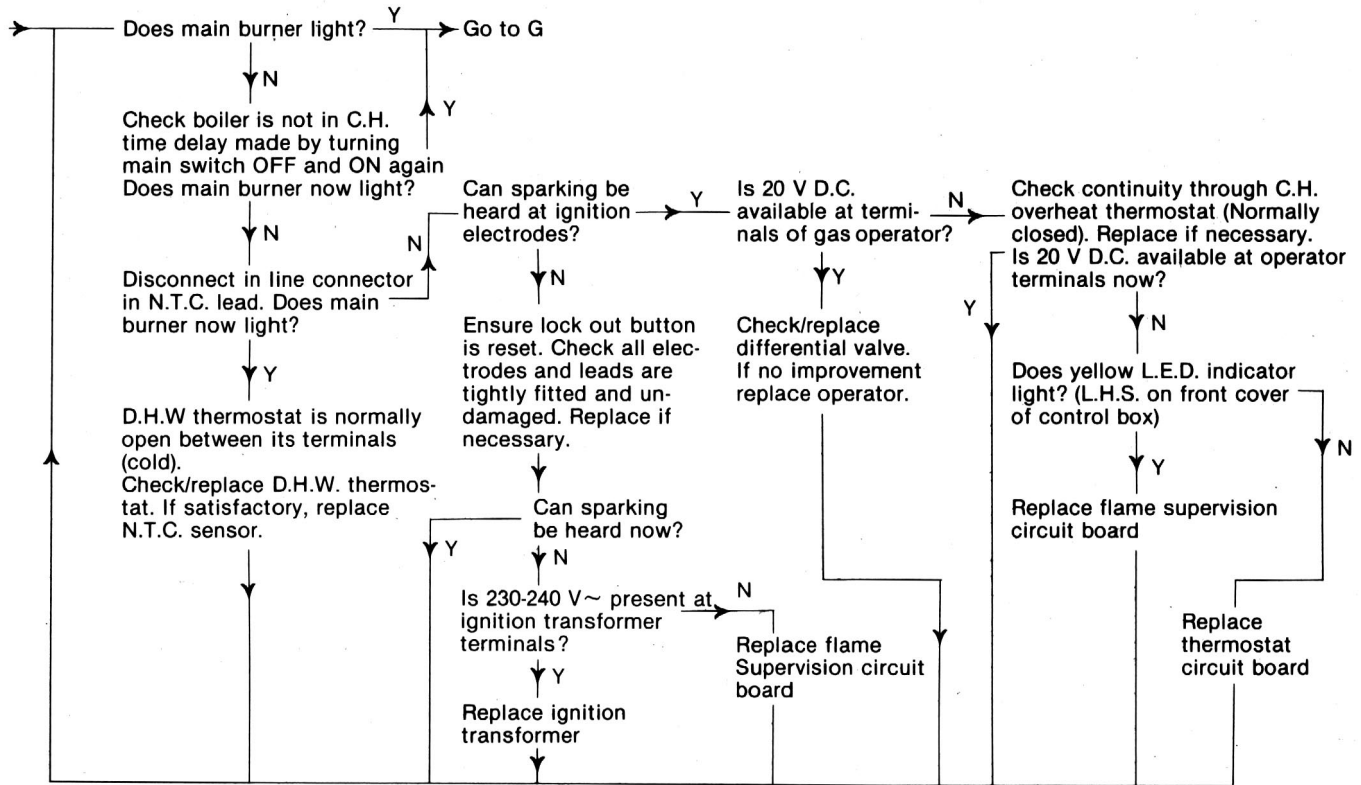 Does main burner light?
Y
Go to G
N
Check boiler is not in C.H.
time delay made by turning
main switch OFF and ON again
Does main burner now light?
Y
N
Disconnect in line connector
in N.T.C. lead. Does main
burner now light?
N
Y
D.H.W thermostat is normally
open between its terminals
(cold).
Check/replace D.H.W. thermos-
tat. If satisfactory, replace
N.T.C. sensor.
Can sparking be
heard at ignition
electrodes?
Y
N
Ensure lock out button
is reset. Check all elec-
trodes and leads are
tightly fitted and un-
damaged. Replace if
necessary.
Can sparking
be heard now?
Y
N
Is 230-240 V~ present at
ignition transformer
terminals?
N
Y
Replace ignition
transformer
Replace flame
Supervision circuit
board
Is 20 V D.C.
available at termi-
nals of gas operator?
N
Y
Check/replace
differential valve.
If no improvement
replace operator.
Check continuity through C.H.
overheat thermostat (Normally
closed). Replace if necessary.
Is 20 V D.C. available at operator
terminals now?
Y
N
Does yellow L.E.D. indicator
light? (L.H.S. on front cover
of control box)
N
Y
Replace flame supervision
circuit board
Replace
thermostat
circuit board